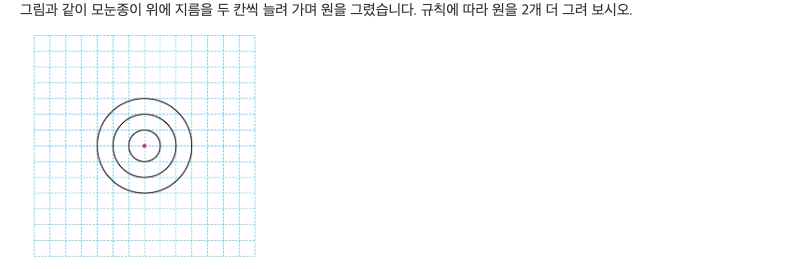 그림과 같이 모눈종이 위에 지름을 두 칸씩 늘려 가며 원을 그렸습니다. 규칙에 따라 원을 2개 더 그려 보시오.